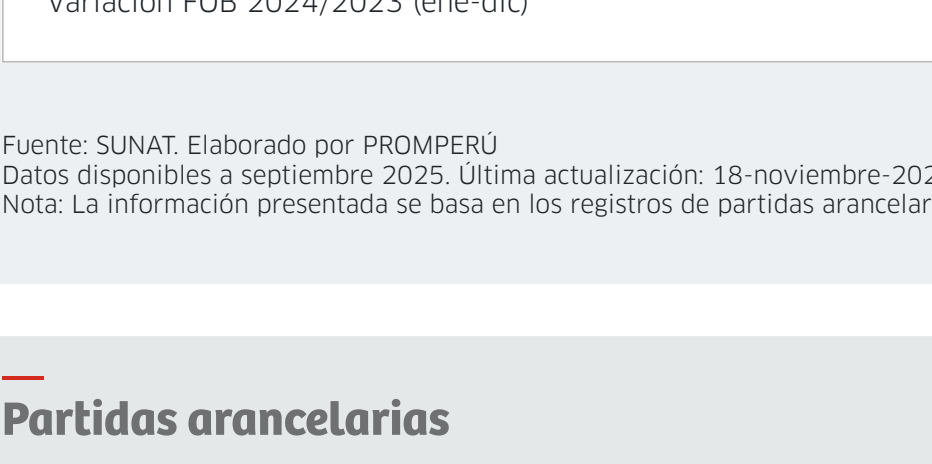 Variación FOB 2024/2023 (ene-dic)
Fuente: SUNAT. Elaborado por PROMPERÚ
Datos disponibles a septiembre 2025. Última actualización: 18-noviembre-202
Nota: La información presentada se basa en los registros de partidas arancelar
Partidas arancelarias